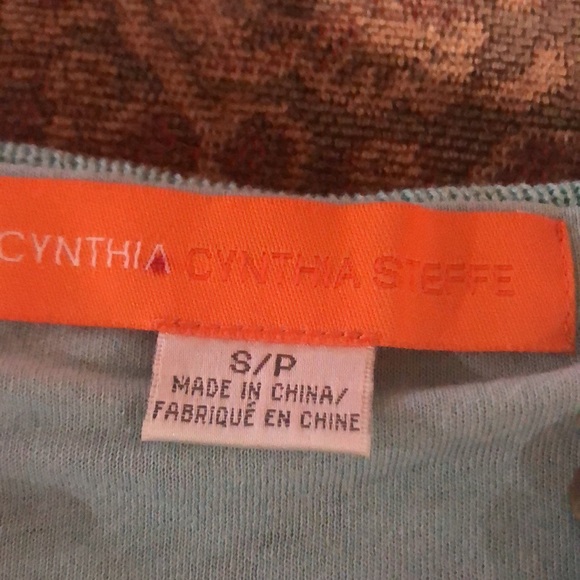 CYNTHIA CYNTHIA STEFFE
S/P
MADE IN CHINA/
FABRIQUÉ EN CHINE